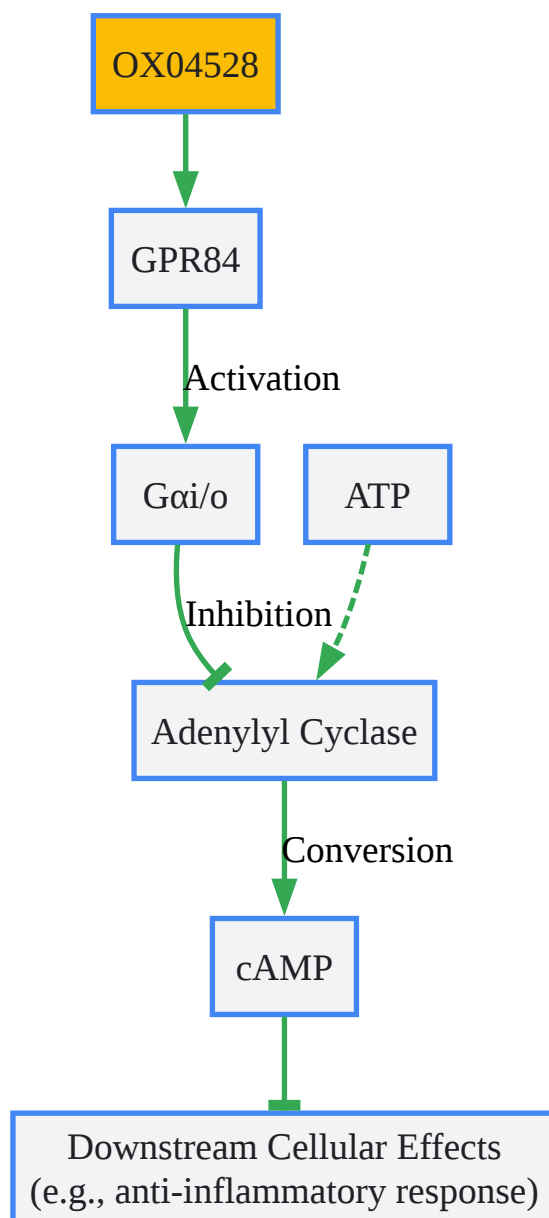 OX04528
GPR84
Activation
Gαi/o
ATP
Inhibition
Adenylyl Cyclase
Conversion
cAMP
Downstream Cellular Effects
(e.g., anti-inflammatory response)